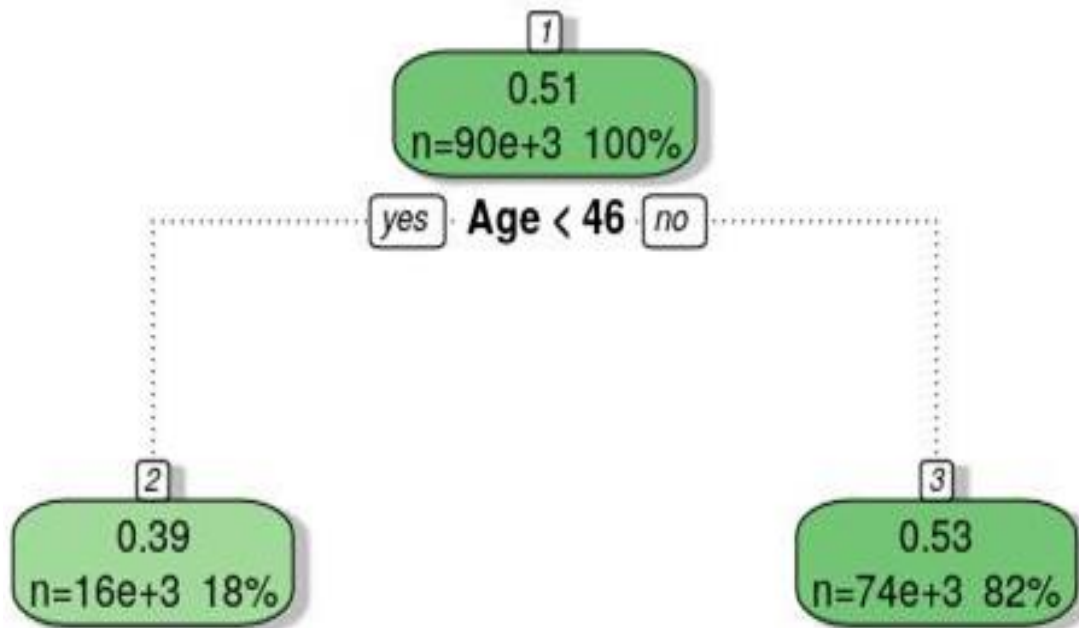 1
0.51
n=90e+3 100%
yes Age < 46 no
2
0.39
n=16e+3 18%
3
0.53
n=74e+3 82%